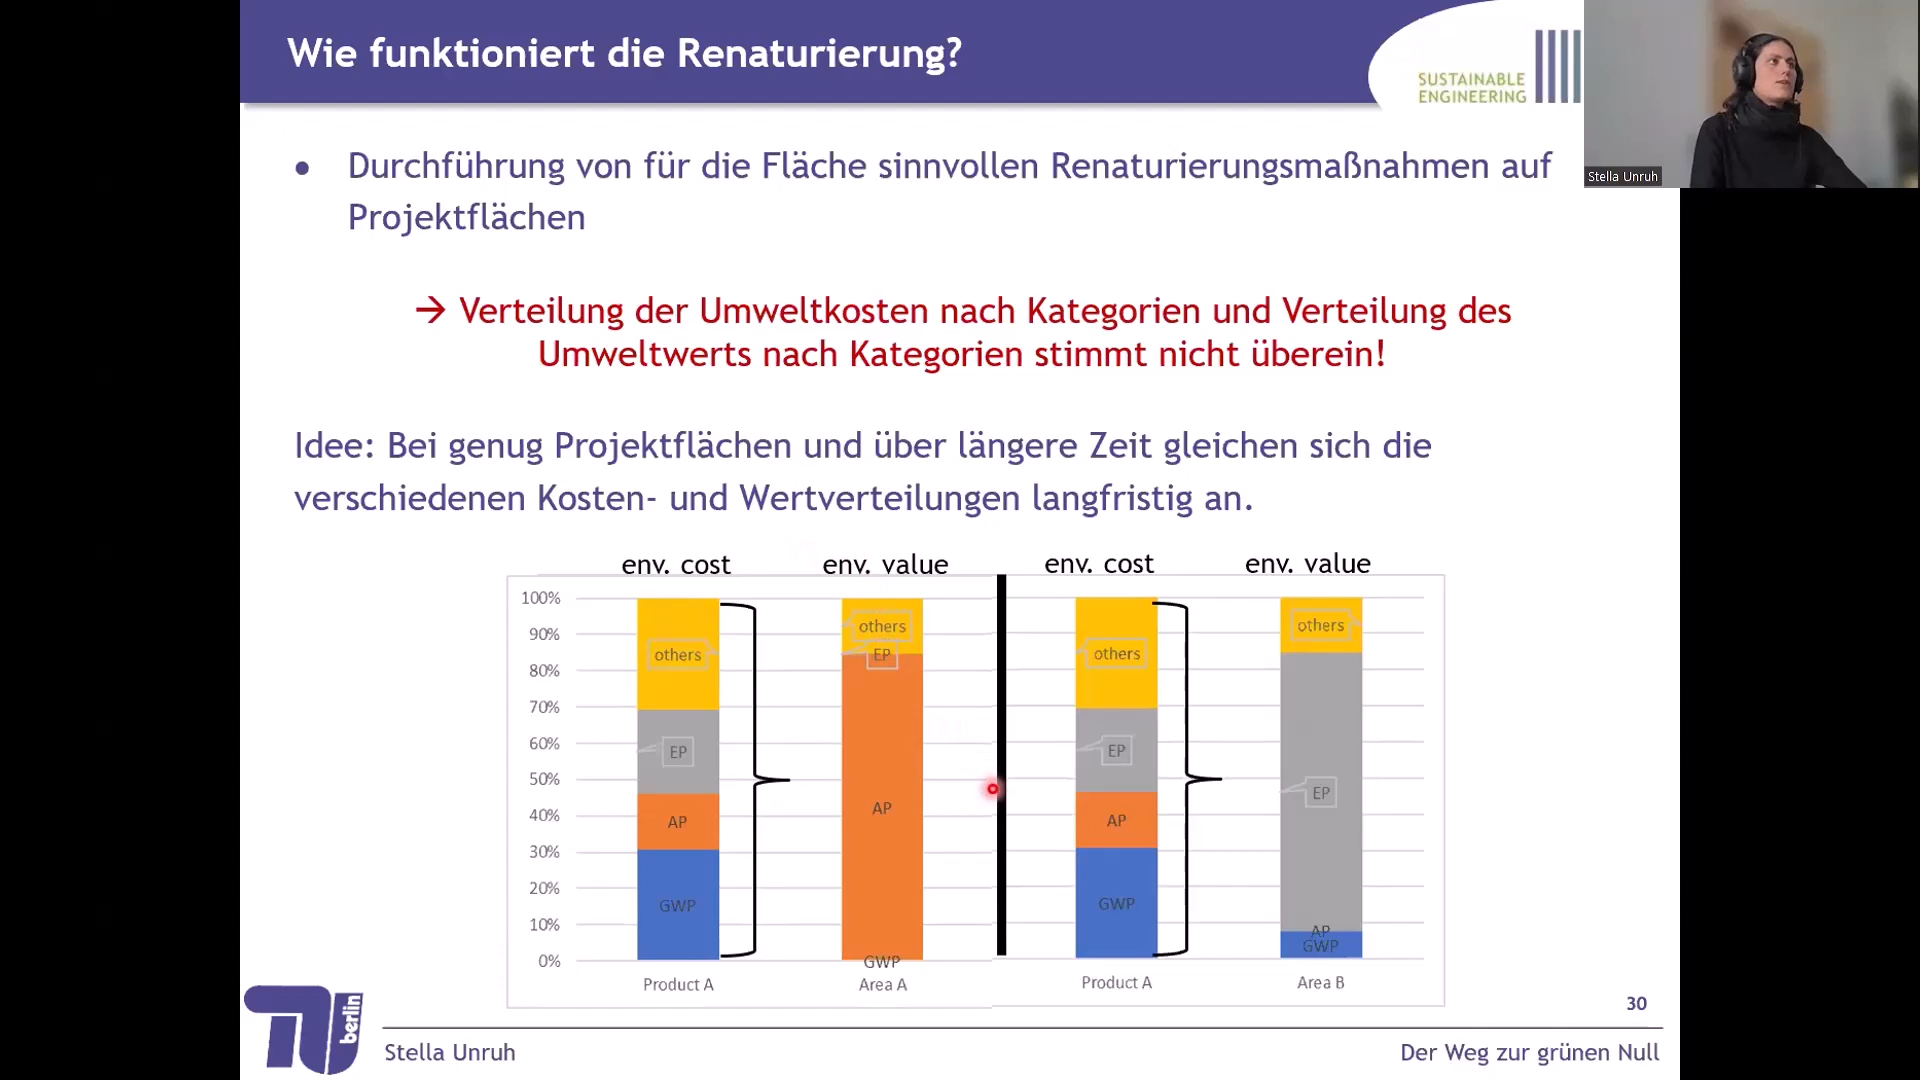 Wie funktioniert die Renaturierung?
SUSTAINABLE
ENGINEERING
Stella Unruh
• Durchführung von für die Fläche sinnvollen Renaturierungsmaßnahmen auf
Projektflächen
→ Verteilung der Umweltkosten nach Kategorien und Verteilung des
Umweltwerts nach Kategorien stimmt nicht überein!
Idee: Bei genug Projektflächen und über längere Zeit gleichen sich die
verschiedenen Kosten- und Wertverteilungen langfristig an.
env. cost env. value env. cost env. value
100%
90%
80%
70%
60%
50%
40%
30%
20%
10%
0%
others
EP
AP
GWP
Product A
others
EP
AP
GWP
Area A
others
EP
AP
GWP
Product A
others
EP
AP
GWP
Area B
30
TU berlin
Stella Unruh
Der Weg zur grünen Null